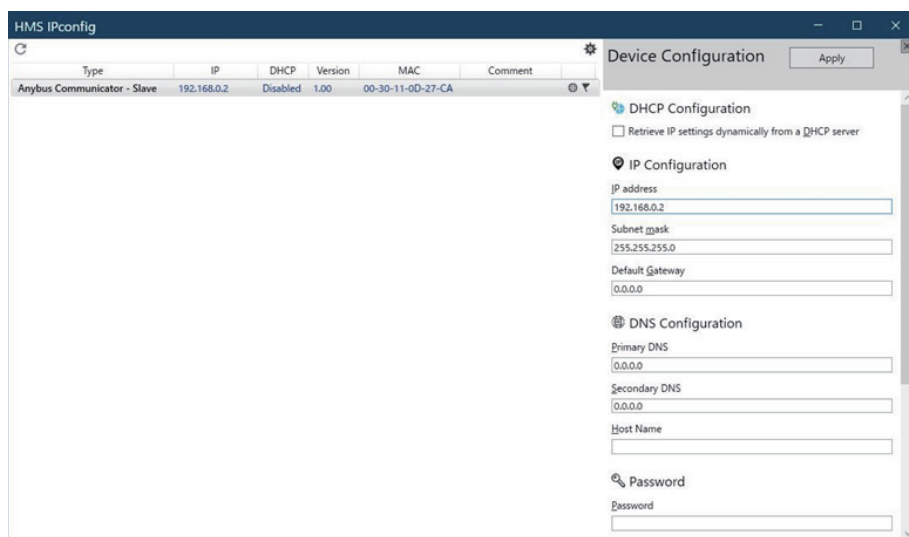 HMS IPconfig
Device Configuration
Apply
Type IP DHCP Version MAC Comment
Anybus Communicator - Slave 192.168.0.2 Disabled 1.00 00-30-11-0D-27-CA
DHCP Configuration
Retrieve IP settings dynamically from a DHCP server
IP Configuration
IP address
192.168.0.2
Subnet mask
255.255.255.0
Default Gateway
0.0.0.0
DNS Configuration
Primary DNS
0.0.0.0
Secondary DNS
0.0.0.0
Host Name
Password
Password